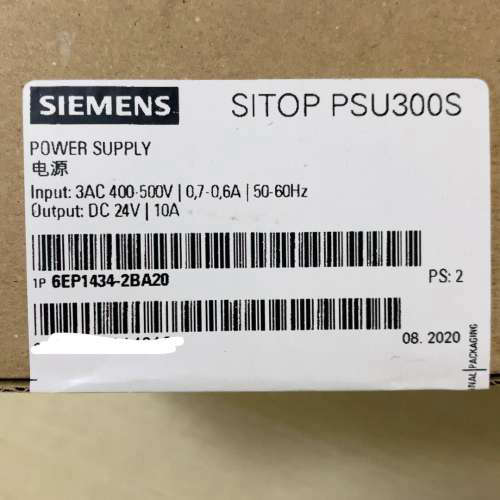 SIEMENS SITOP PSU300S
POWER SUPPLY
电源
Input: 3AC 400-500V | 0,7-0,6A | 50-60Hz
Output: DC 24V | 10A
1P 6EP1434-2BA20 PS: 2
08. 2020
PACKAGING